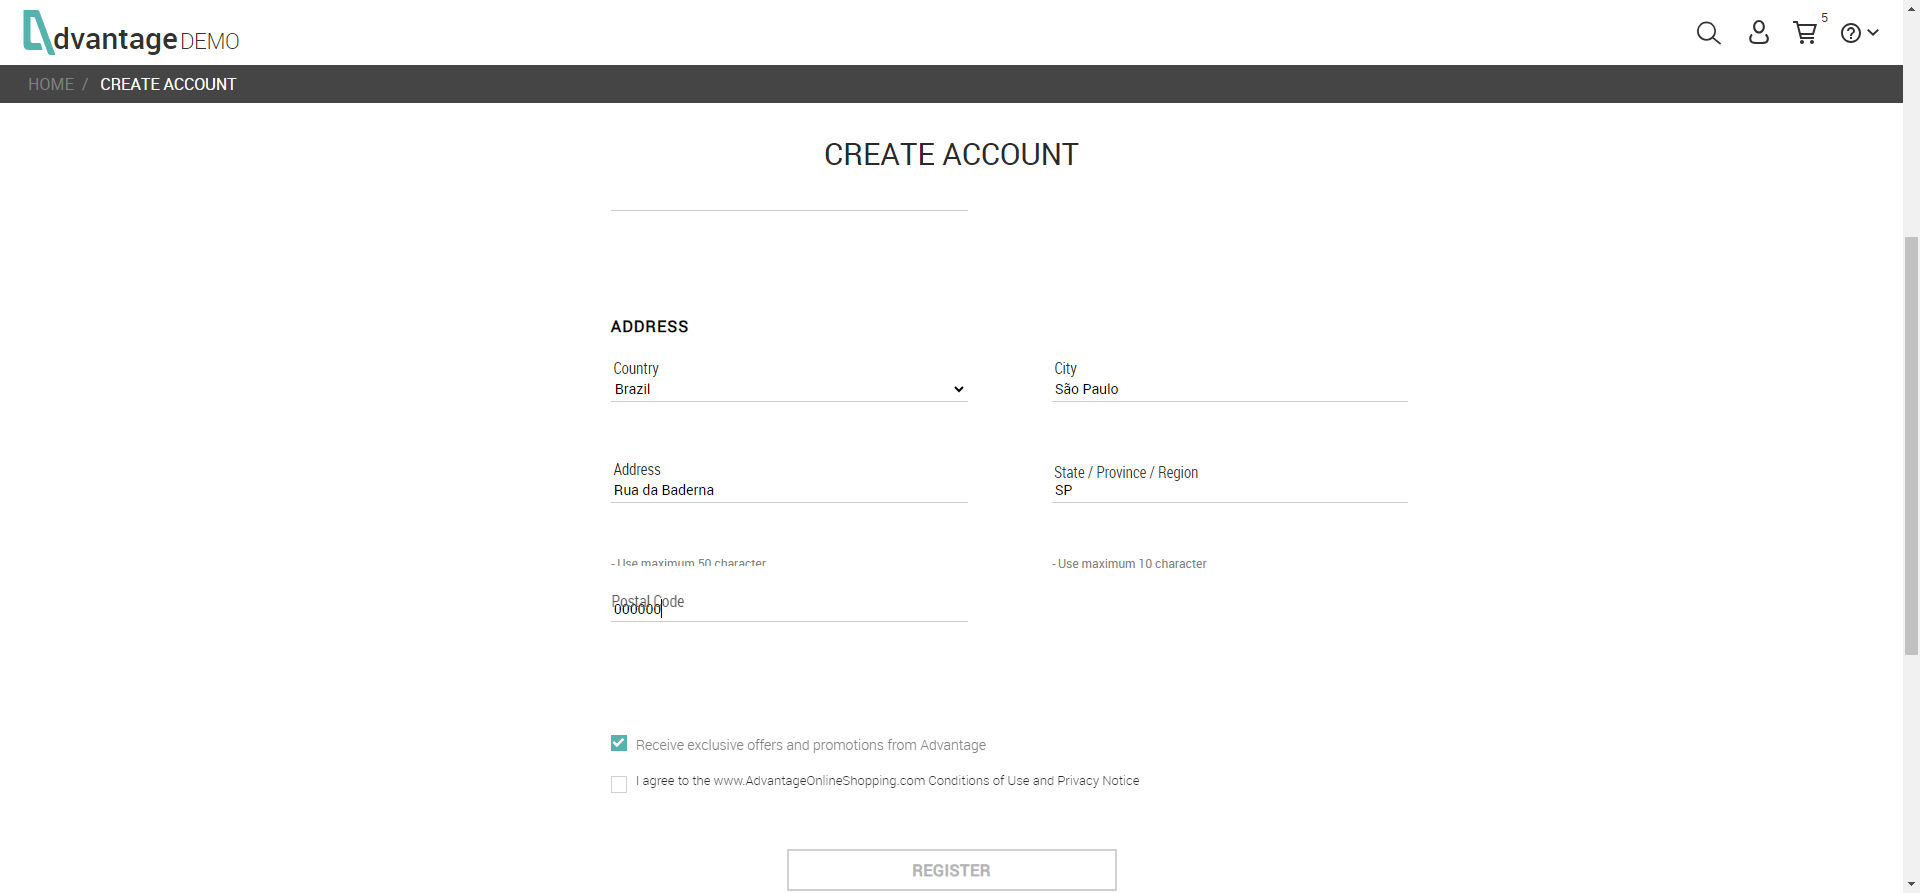 dvantage DEMO
5
HOME / CREATE ACCOUNT
CREATE ACCOUNT
ADDRESS
Country
Brazil
City
São Paulo
Address
Rua da Baderna
State / Province / Region
SP
- Use maximum 50 character
- Use maximum 10 character
Postal Code
000000
Receive exclusive offers and promotions from Advantage
I agree to the www.AdvantageOnlineShopping.com Conditions of Use and Privacy Notice
REGISTER